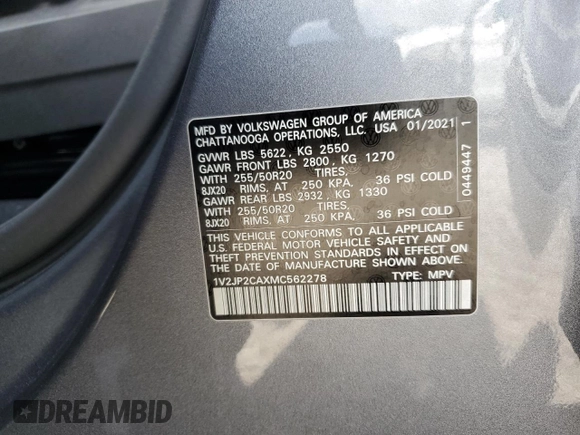 MFD BY VOLKSWAGEN GROUP OF AMERICA
CHATTANOOGA OPERATIONS, LLC. USA 01/2021
GVWR LBS 5622, KG 2550
GAWR FRONT LBS 2800, KG 1270
WITH 255/50R20 TIRES,
8JX20 RIMS, AT 250 KPA, 36 PSI COLD
GAWR REAR LBS 2932, KG 1330
WITH 255/50R20 TIRES,
8JX20 RIMS, AT 250 KPA, 36 PSI COLD
THIS VEHICLE CONFORMS TO ALL APPLICABLE
U.S. FEDERAL MOTOR VEHICLE SAFETY AND
THEFT PREVENTION STANDARDS IN EFFECT ON
THE DATE OF MANUFACTURE SHOWN ABOVE.
1V2JP2CAXMC562278 TYPE: MPV
0449447 1
DREAMBID